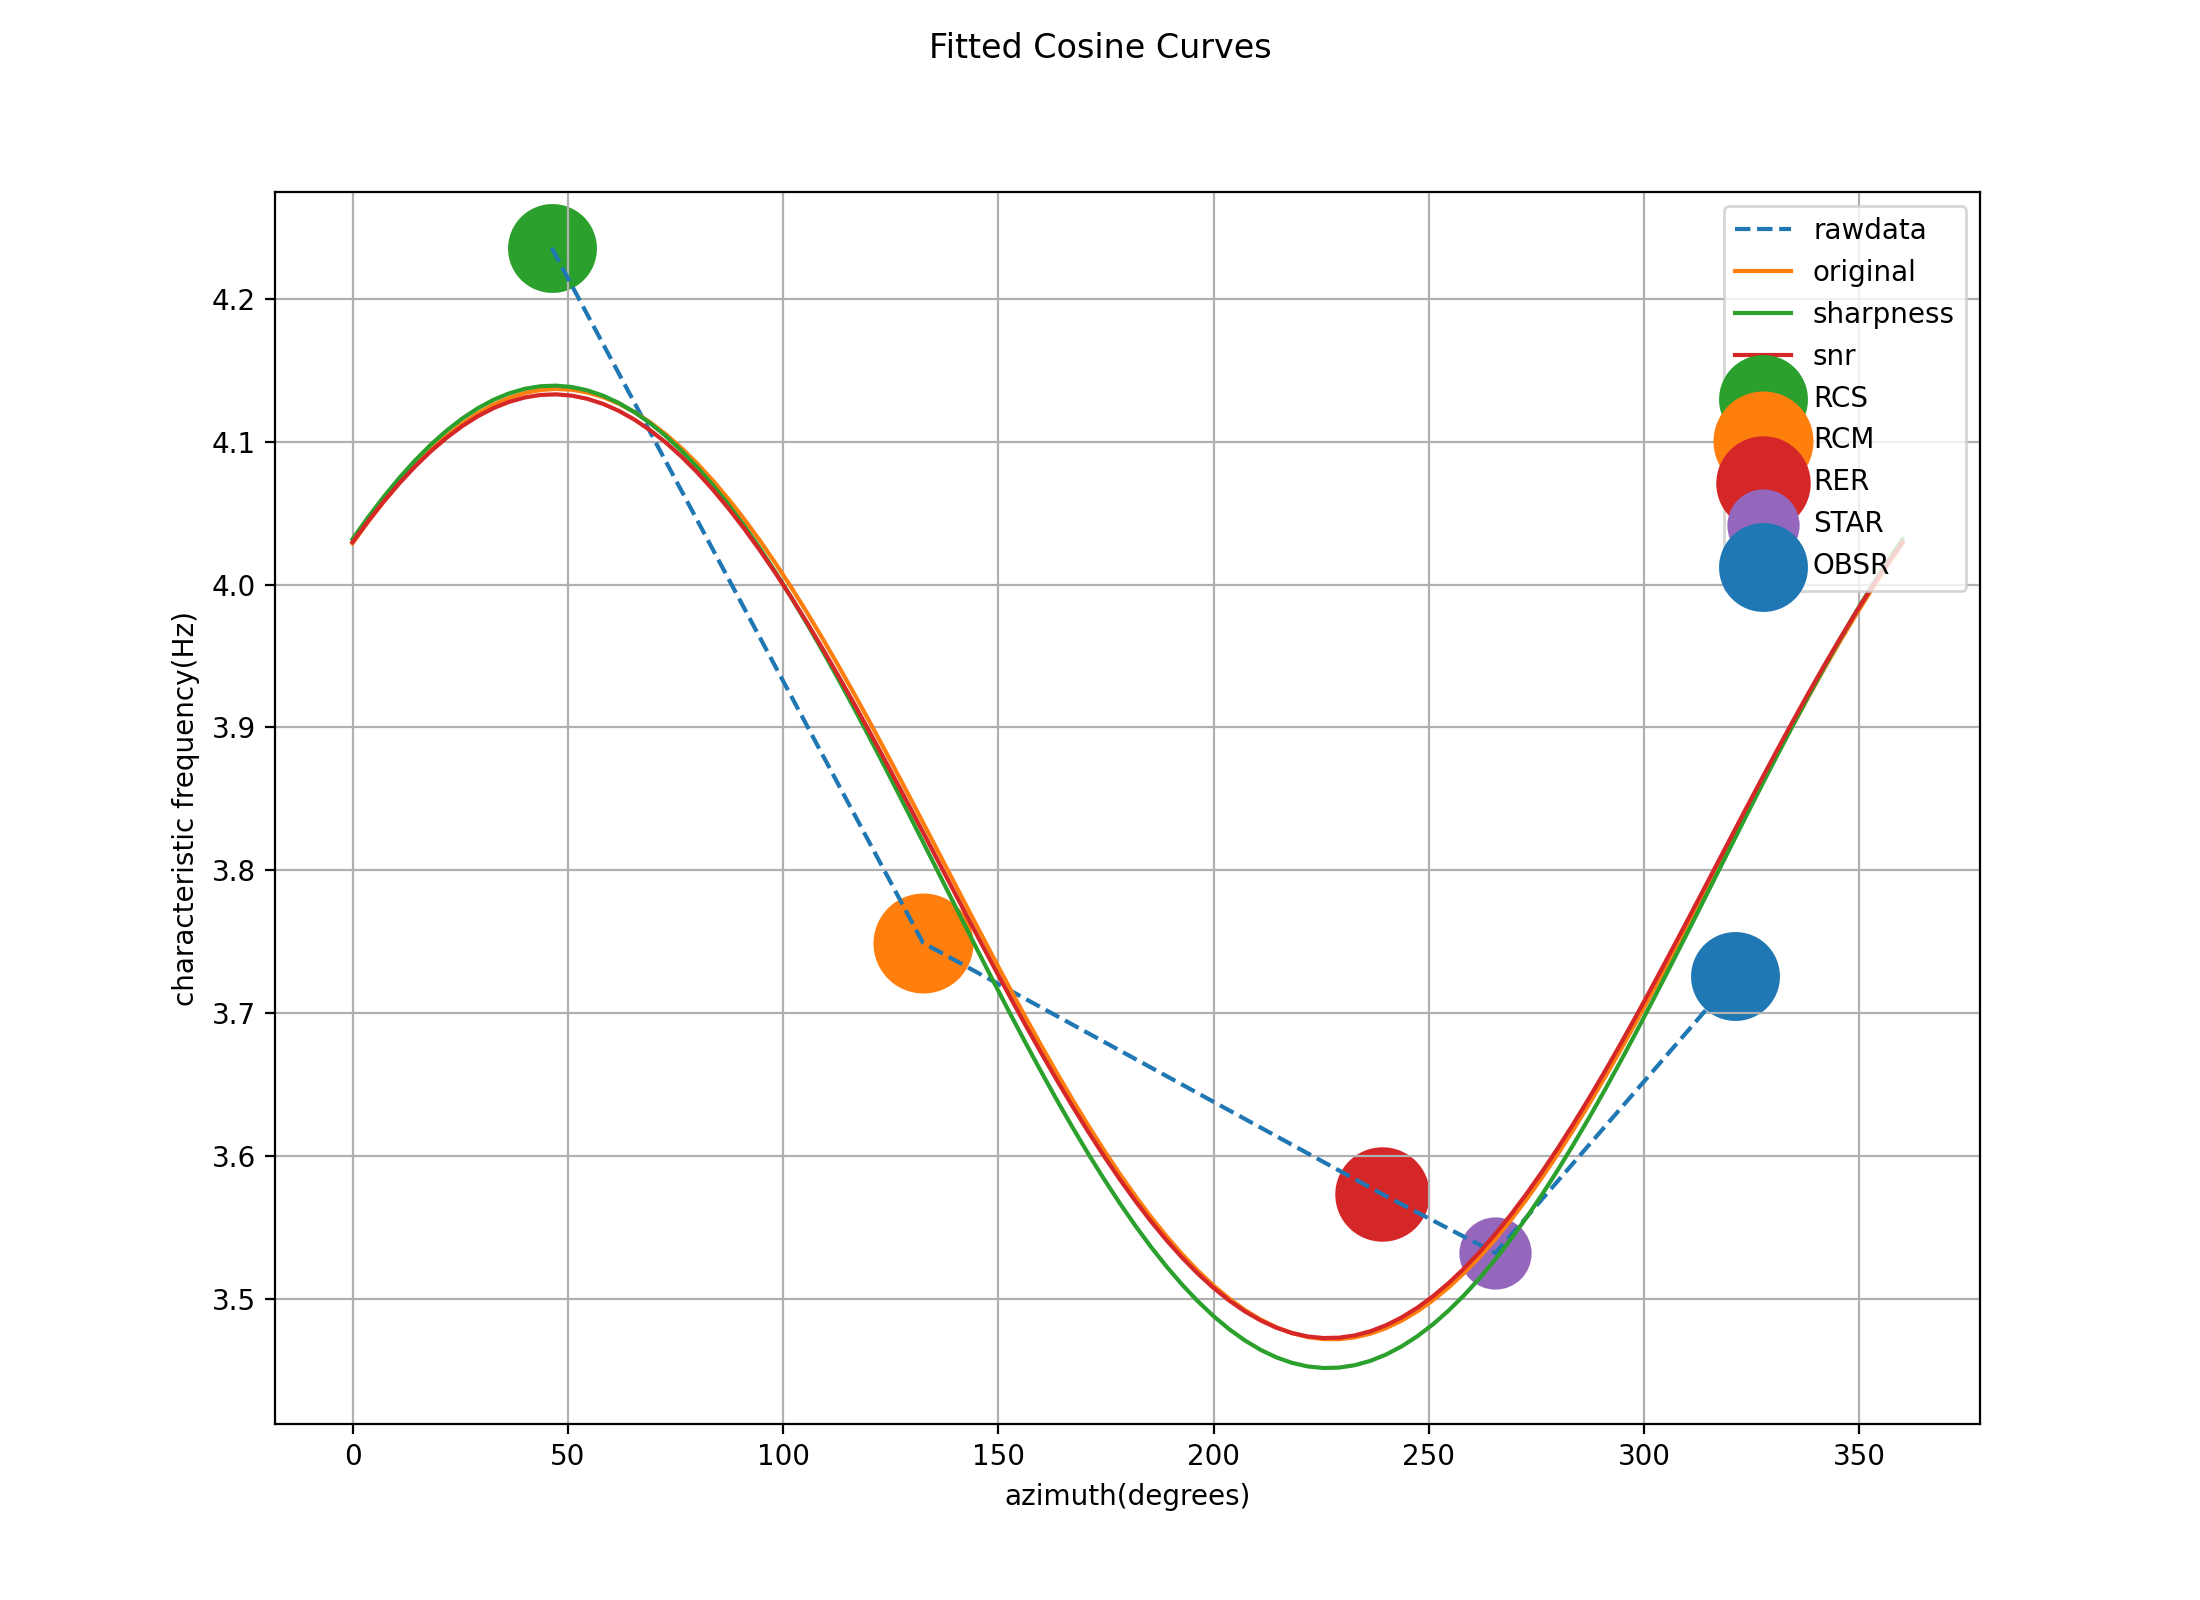 Fitted Cosine Curves
rawdata
original
sharpness
snr
RCS
RCM
RER
STAR
OBSR
4.2
4.1
4.0
3.9
3.8
3.7
3.6
3.5
characteristic frequency(Hz)
0 50 100 150 200 250 300 350
azimuth(degrees)